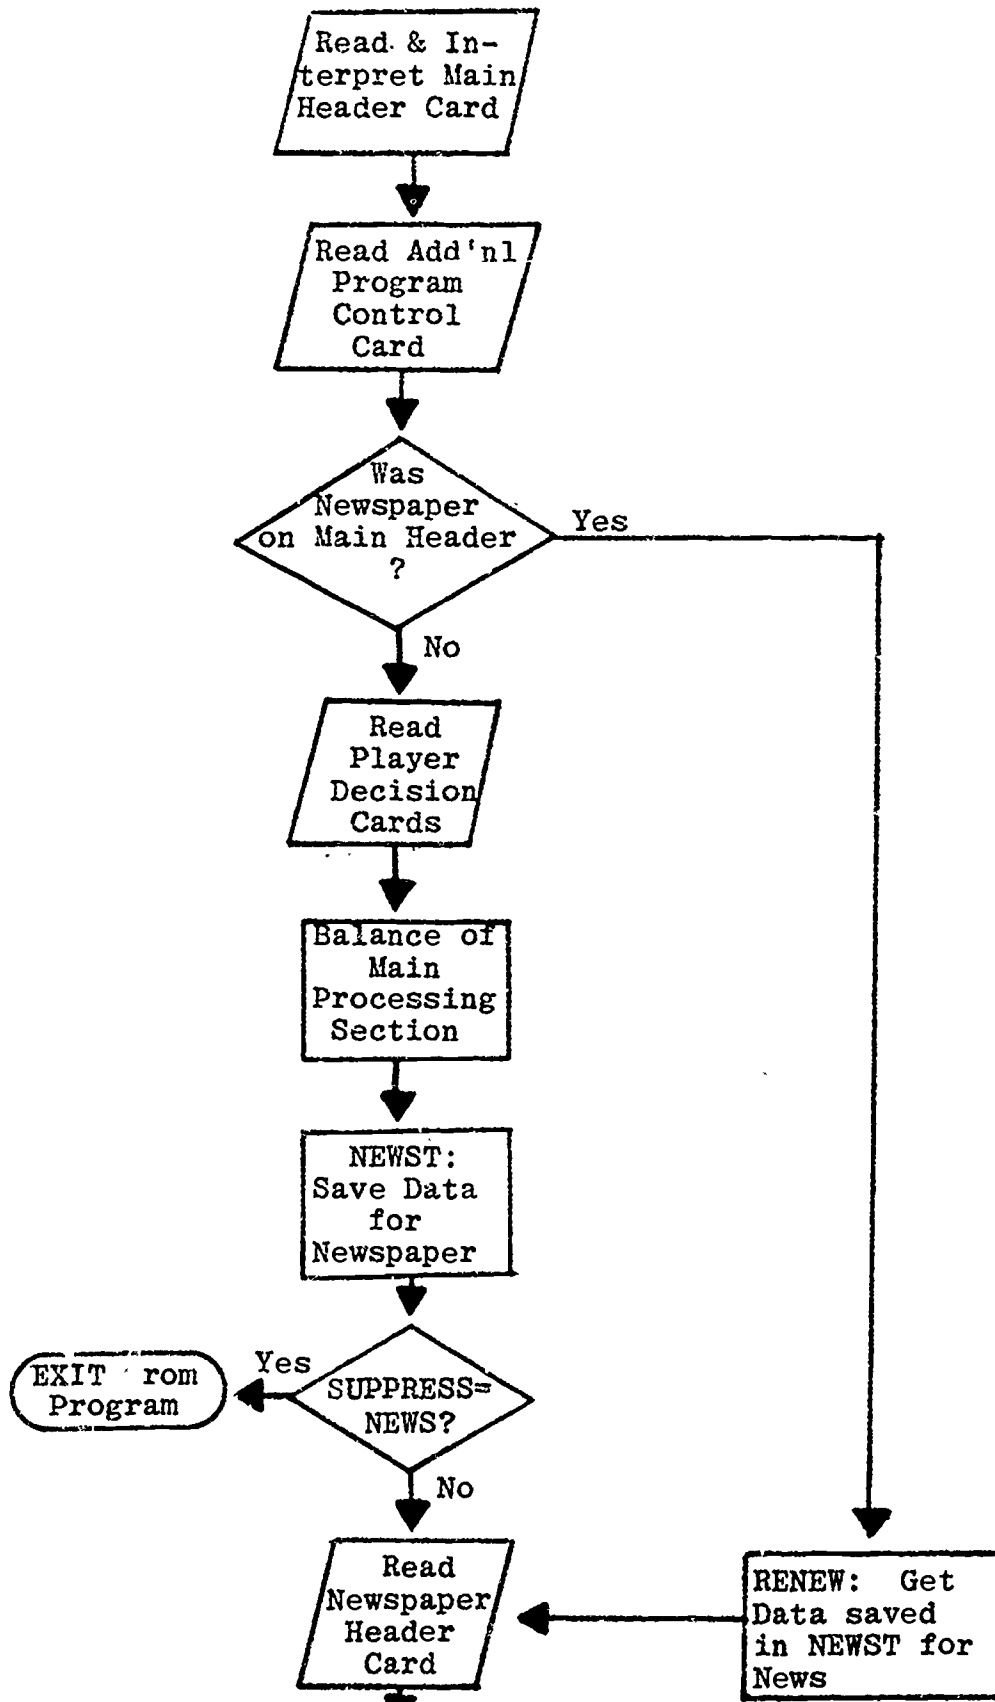 Read & In-
terpret Main
Header Card
Read Add'nl
Program
Control
Card
Was
Newspaper
on Main Header
?
Yes
No
Read
Player
Decision
Cards
Balance of
Main
Processing
Section
NEWST:
Save Data
for
Newspaper
SUPPRESS=
NEWS?
Yes
EXIT rom
Program
No
Read
Newspaper
Header
Card
RENEW: Get
Data saved
in NEWST for
News